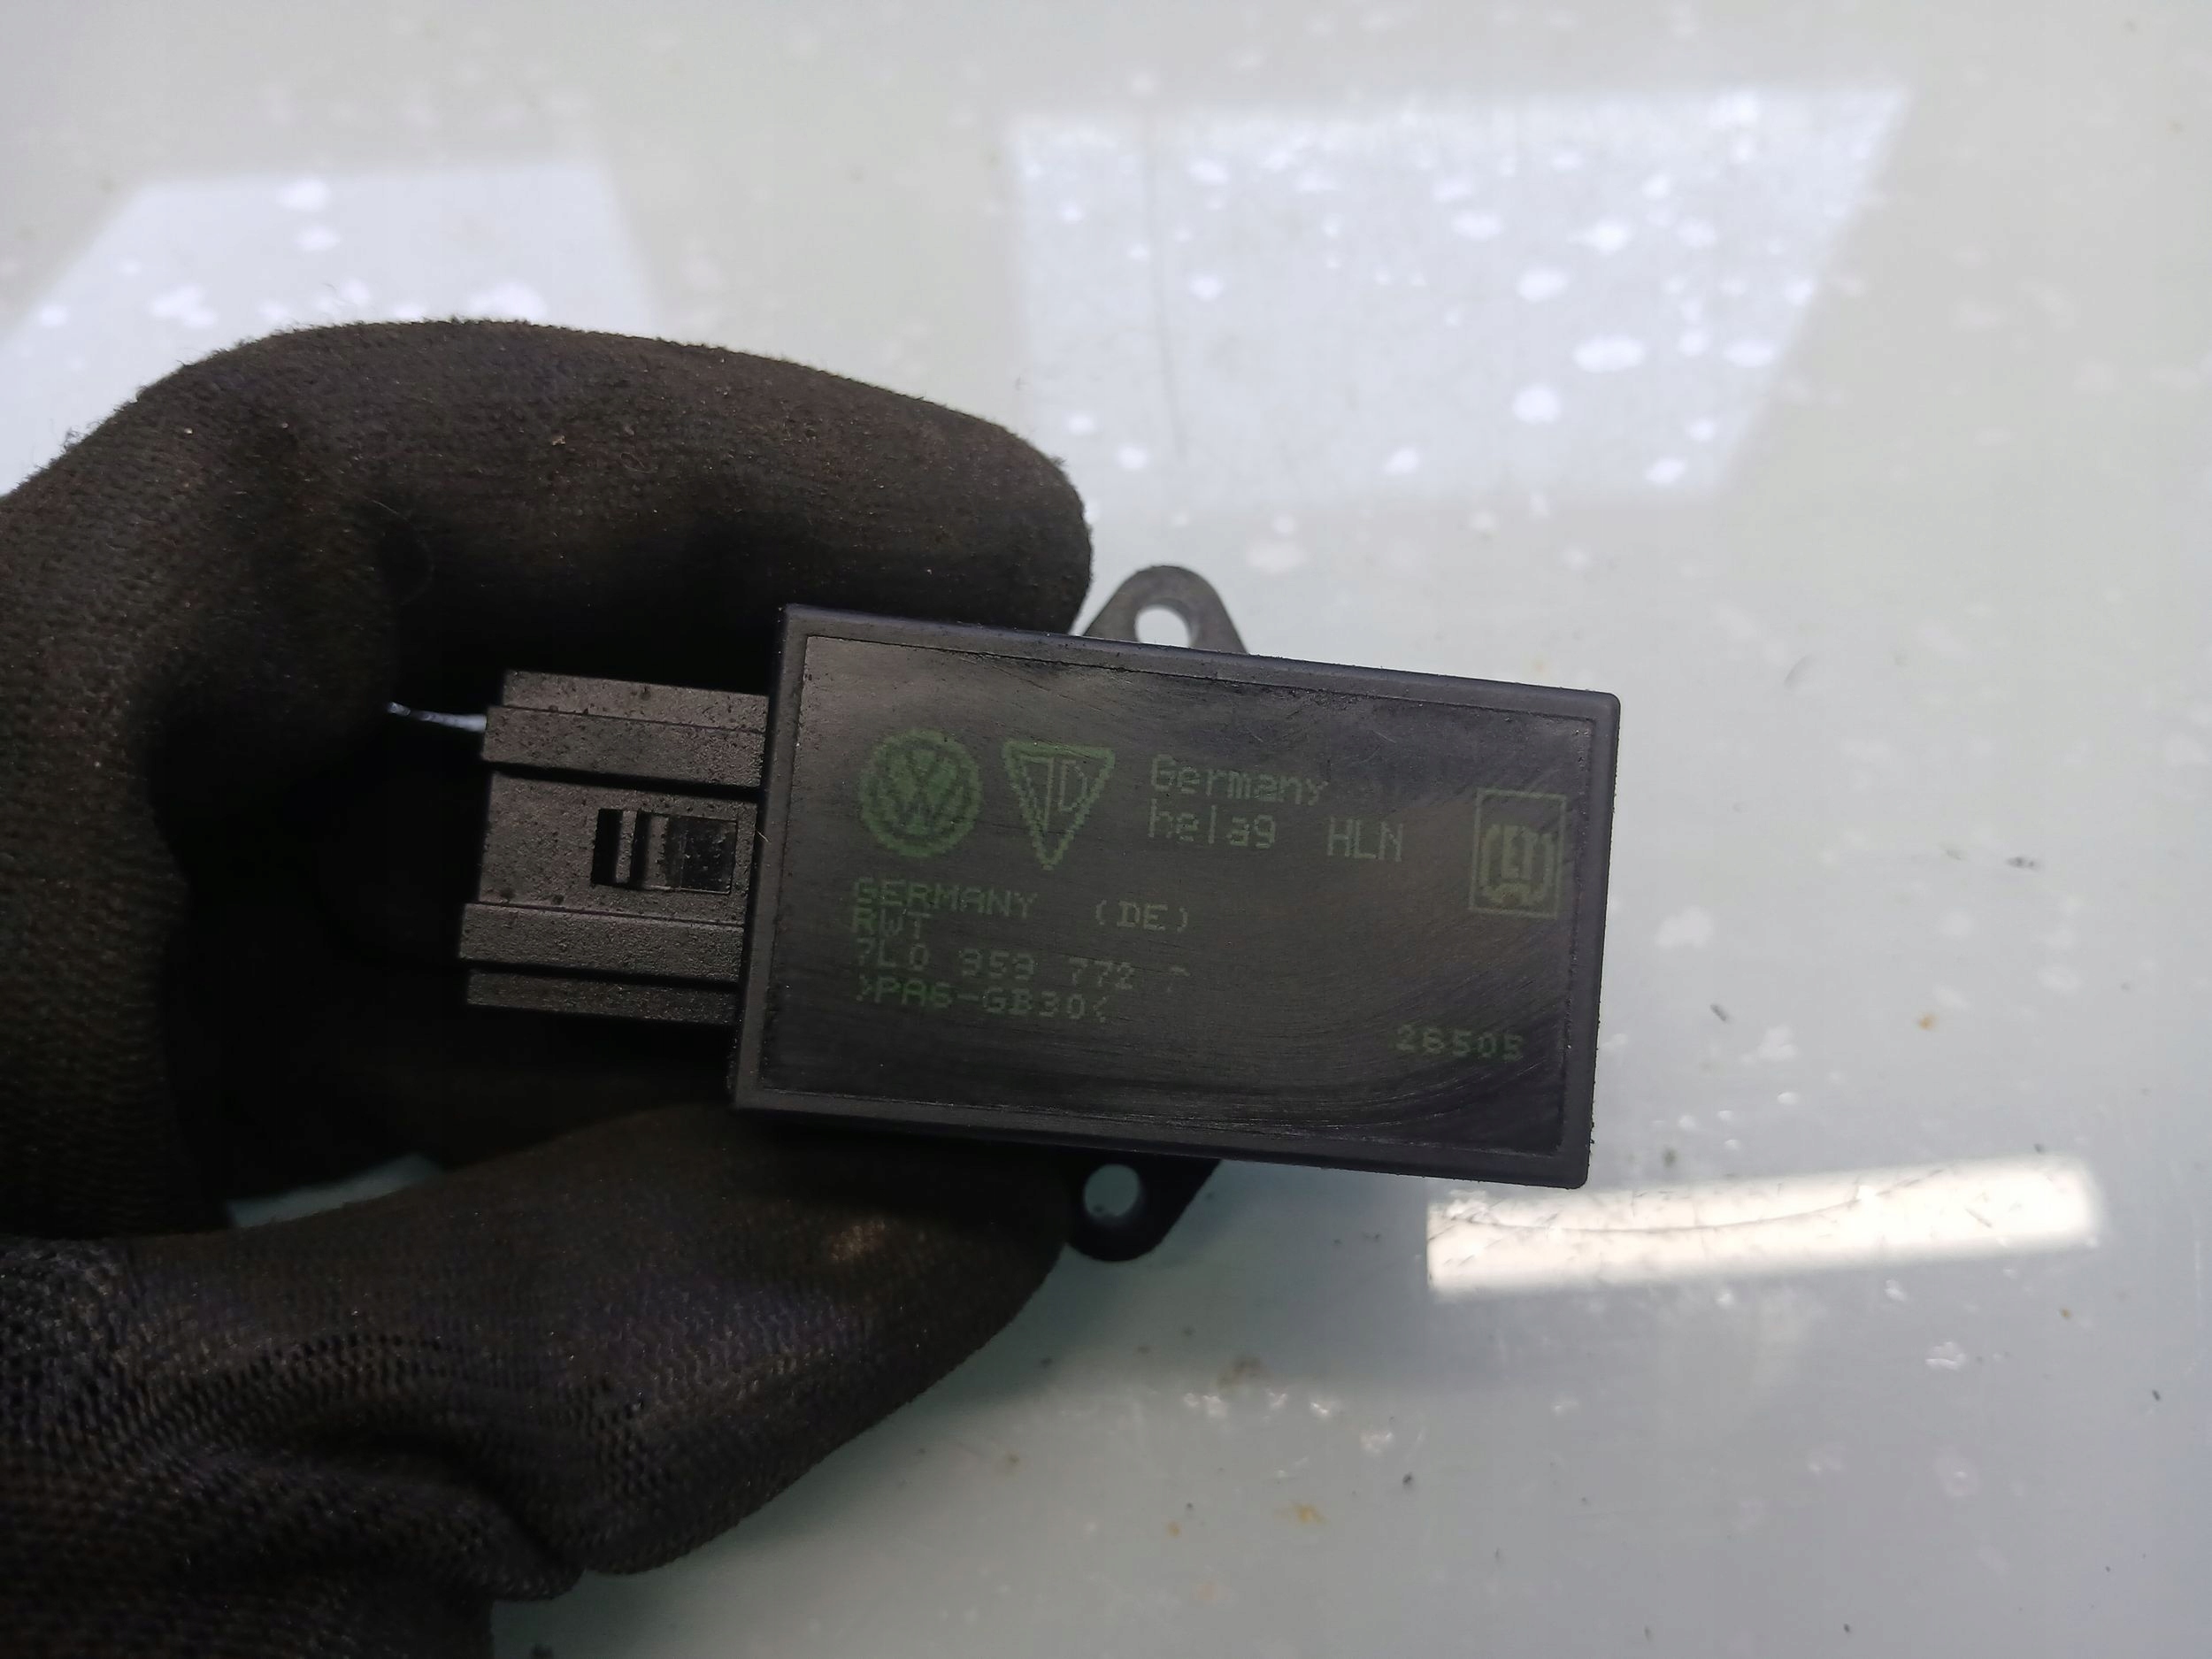 Germany
helag HLN
GERMANY (DE)
RWT
7L0 959 772
>PA6-GB30<
26505